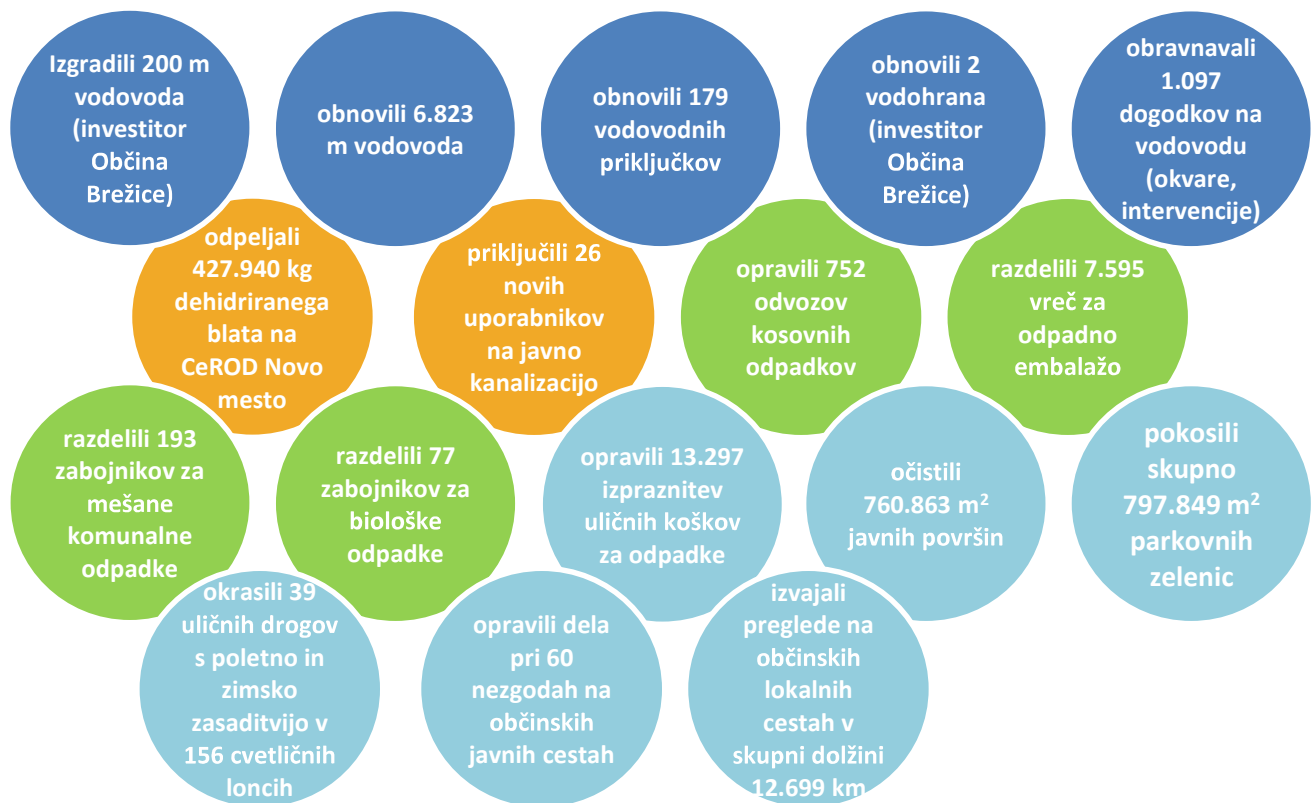 Izgradili 200 m
vodovoda
(investitor
Občina
Brežice)
obnovili 6.823
m vodovoda
obnovili 179
vodovodnih
priključkov
obnovili 2
vodohrana
(investitor
Občina
Brežice)
obravnavali
1.097
dogodkov na
vodovodu
(okvare,
intervencije)
odpeljali
427.940 kg
dehidriranega
blata na
CeROD Novo
mesto
priključili 26
novih
uporabnikov
na javno
kanalizacijo
opravili 752
odvozov
kosovnih
odpadkov
razdelili 7.595
vreč za
odpadno
embalažo
razdelili 193
zabojnikov za
mešane
komunalne
odpadke
razdelili 77
zabojnikov za
biološke
odpadke
opravili 13.297
izpraznitev
uličnih koškov
za odpadke
očistili
760.863 m²
javnih površin
pokosili
skupno
797.849 m²
parkovnih
zelenic
okrasili 39
uličnih drogov
s poletno in
zimsko
zasaditvijo v
156 cvetličnih
loncih
opravili dela
pri 60
nezgodah na
občinskih
javnih cestah
izvajali
preglede na
občinskih
lokalnih
cestah v
skupni dolžini
12.699 km